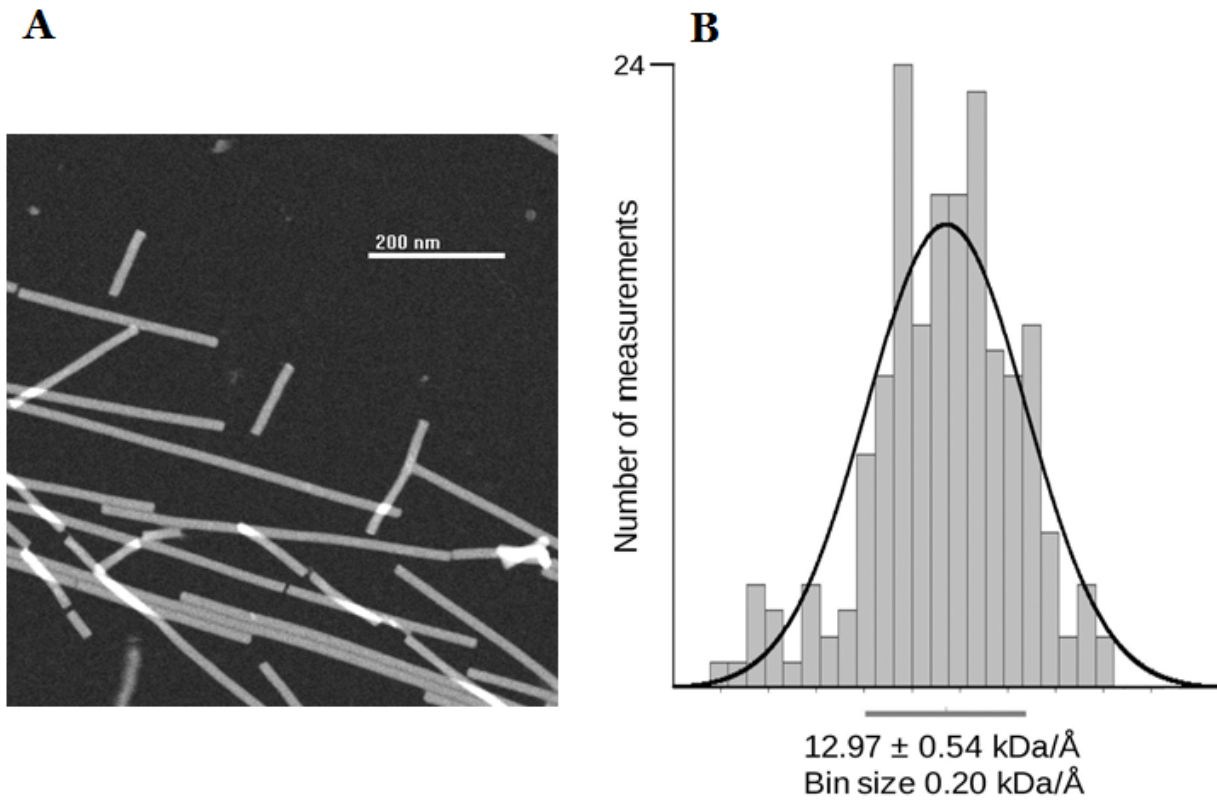 A
B
200 nm
24
Number of measurements
12.97 ± 0.54 kDa/Å
Bin size 0.20 kDa/Å